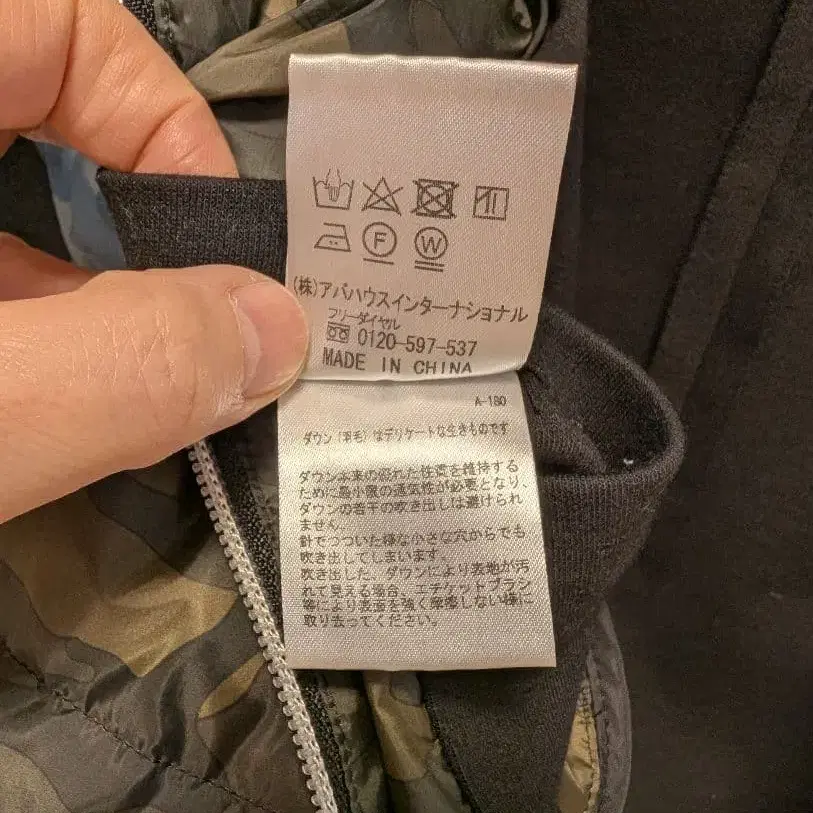 F W
(株)アバハウスインターナショナル
フリーダイヤル
0120-597-537
MADE IN CHINA
A-180
ダウン(羽毛)はデリケートな生きものです
ダウン本来の優れた性質を維持する
ために最小限の通気性が必要となり、
ダウンの若干の吹き出しは避けられ
ません。
針でつついた様な小さな穴からでも
吹き出してしまいます。
吹き出した、ダウンにより表地が汚
れて見える場合、エチケットブラシ
等により表面を強く摩擦しない様に
取り去ってください。